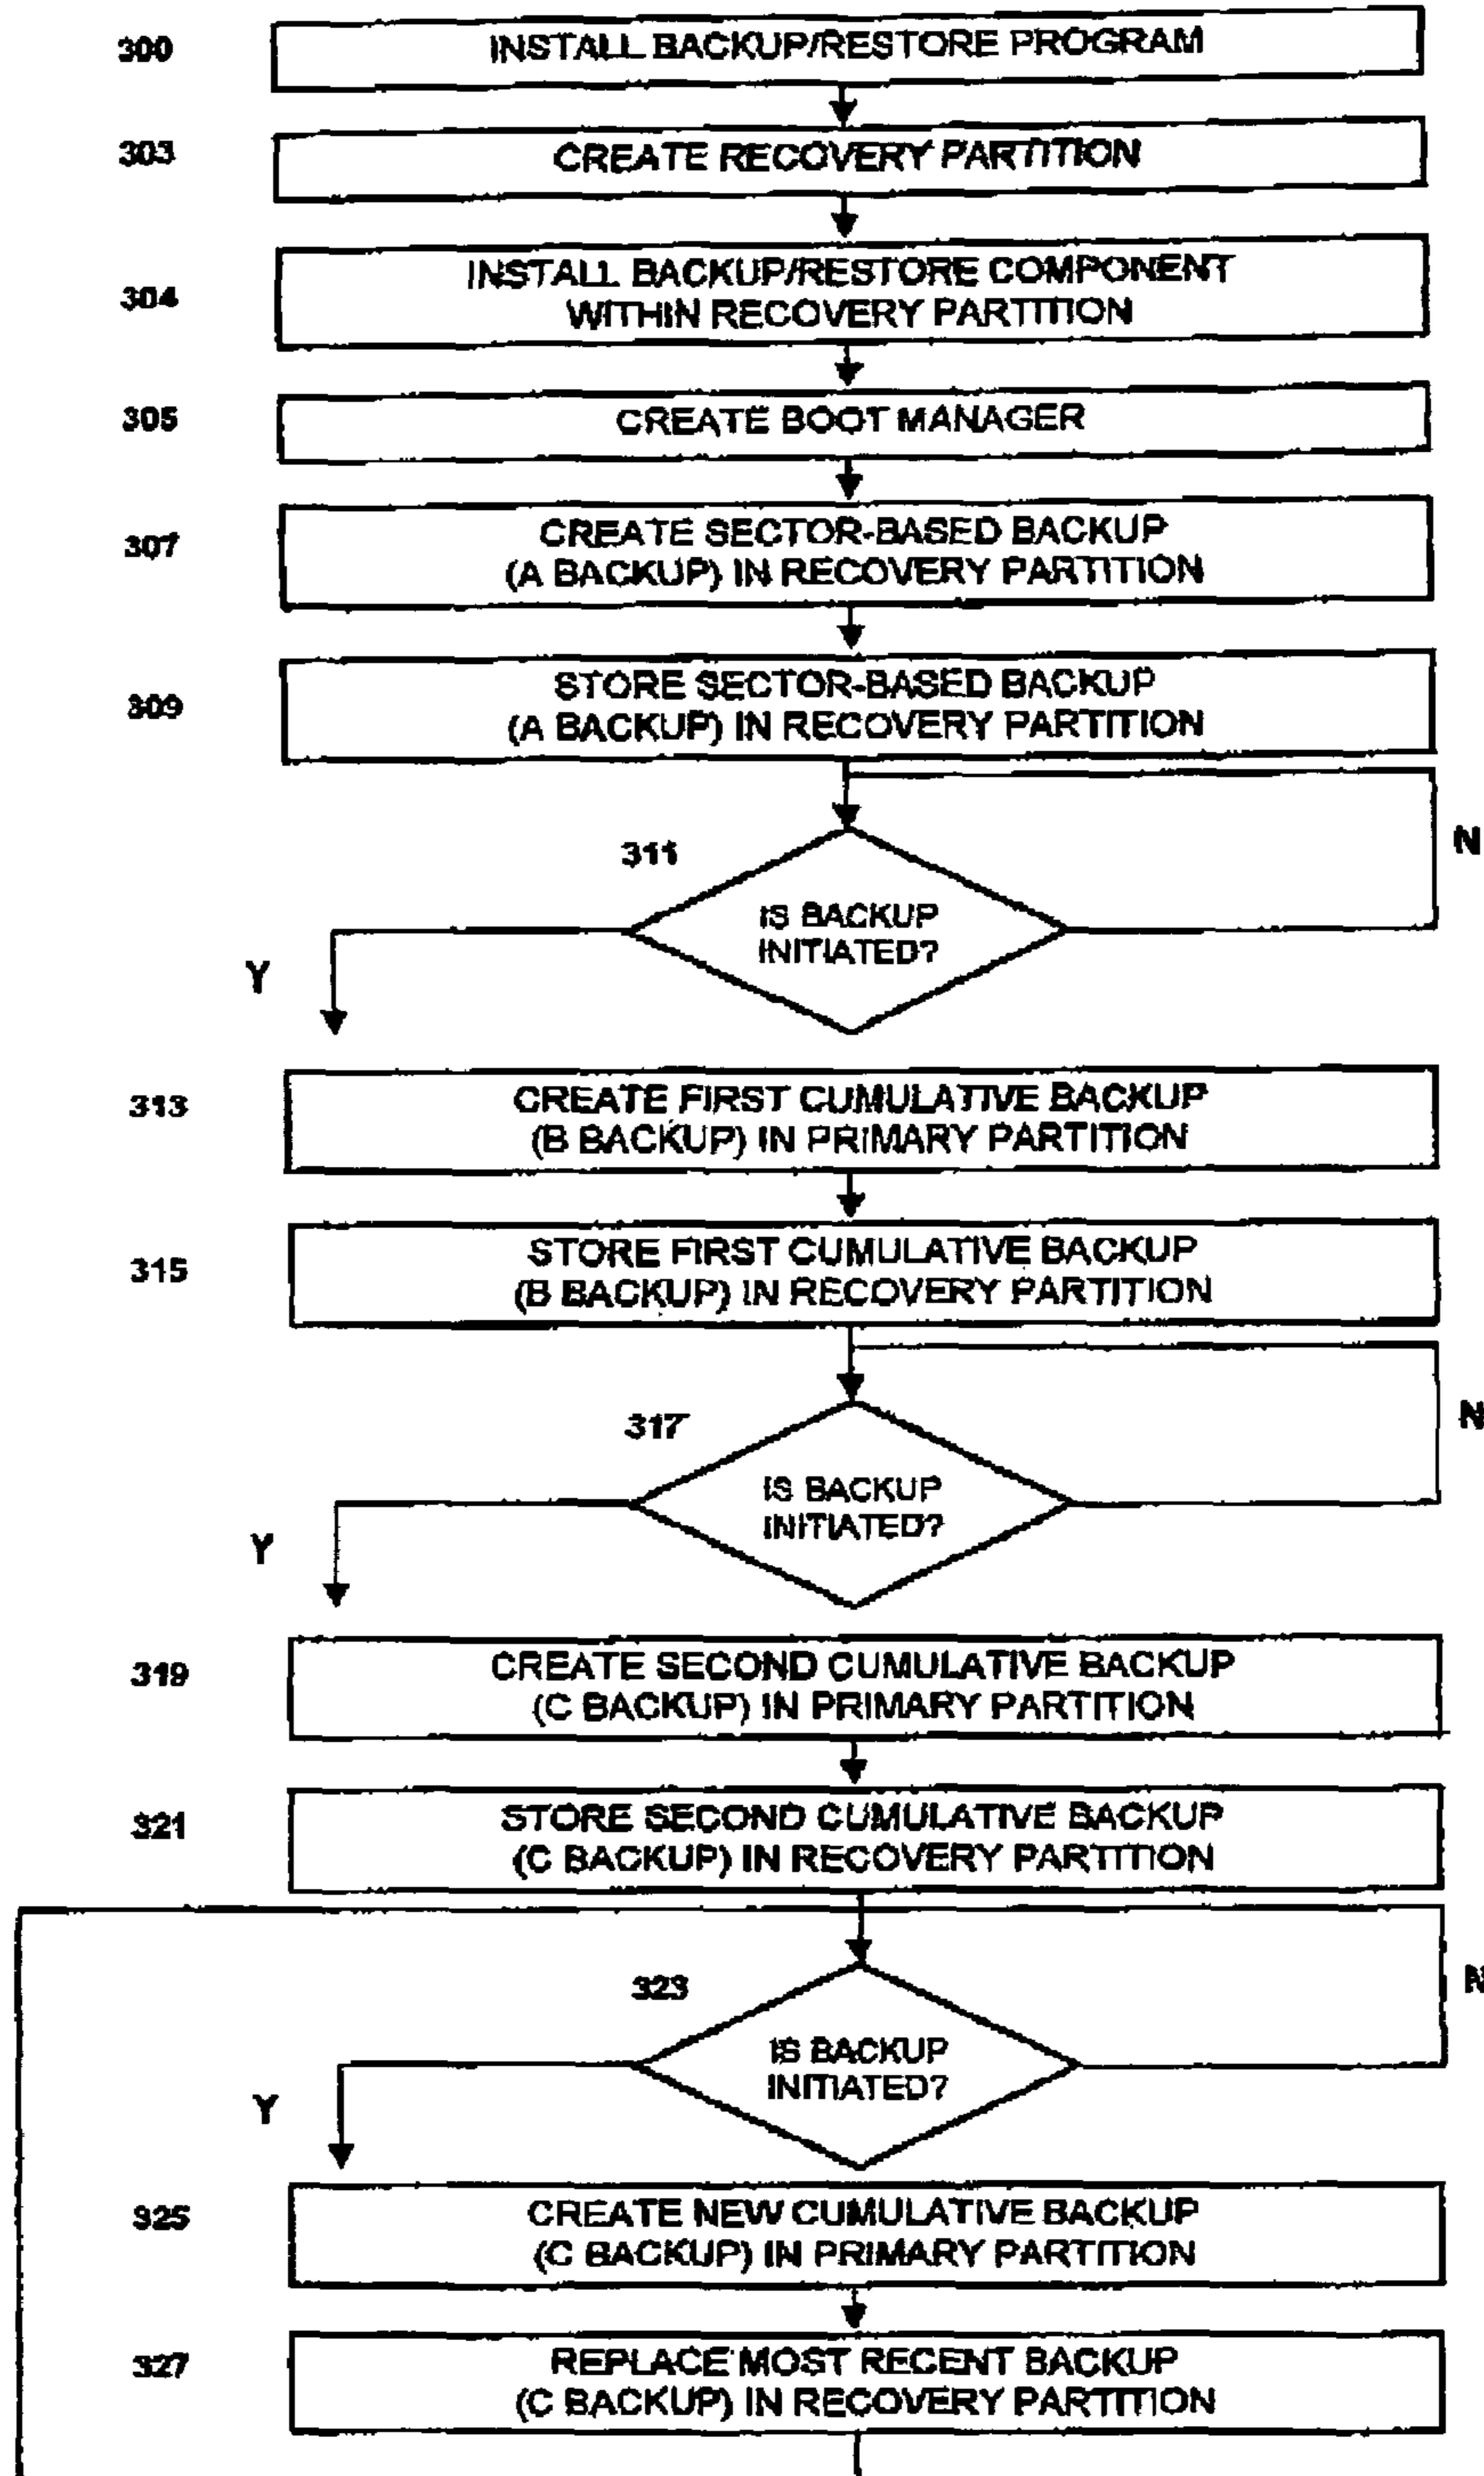 300
INSTALL BACKUP/RESTORE PROGRAM
303
CREATE RECOVERY PARTITION
304
INSTALL BACKUP/RESTORE COMPONENT
WITHIN RECOVERY PARTITION
305
CREATE BOOT MANAGER
307
CREATE SECTOR-BASED BACKUP
(A BACKUP) IN RECOVERY PARTITION
309
STORE SECTOR-BASED BACKUP
(A BACKUP) IN RECOVERY PARTITION
311
N
IS BACKUP
INITIATED?
Y
313
CREATE FIRST CUMULATIVE BACKUP
(B BACKUP) IN PRIMARY PARTITION
315
STORE FIRST CUMULATIVE BACKUP
(B BACKUP) IN RECOVERY PARTITION
317
N
IS BACKUP
INITIATED?
Y
319
CREATE SECOND CUMULATIVE BACKUP
(C BACKUP) IN PRIMARY PARTITION
321
STORE SECOND CUMULATIVE BACKUP
(C BACKUP) IN RECOVERY PARTITION
323
N
IS BACKUP
INITIATED?
Y
325
CREATE NEW CUMULATIVE BACKUP
(C BACKUP) IN PRIMARY PARTITION
327
REPLACE MOST RECENT BACKUP
(C BACKUP) IN RECOVERY PARTITION